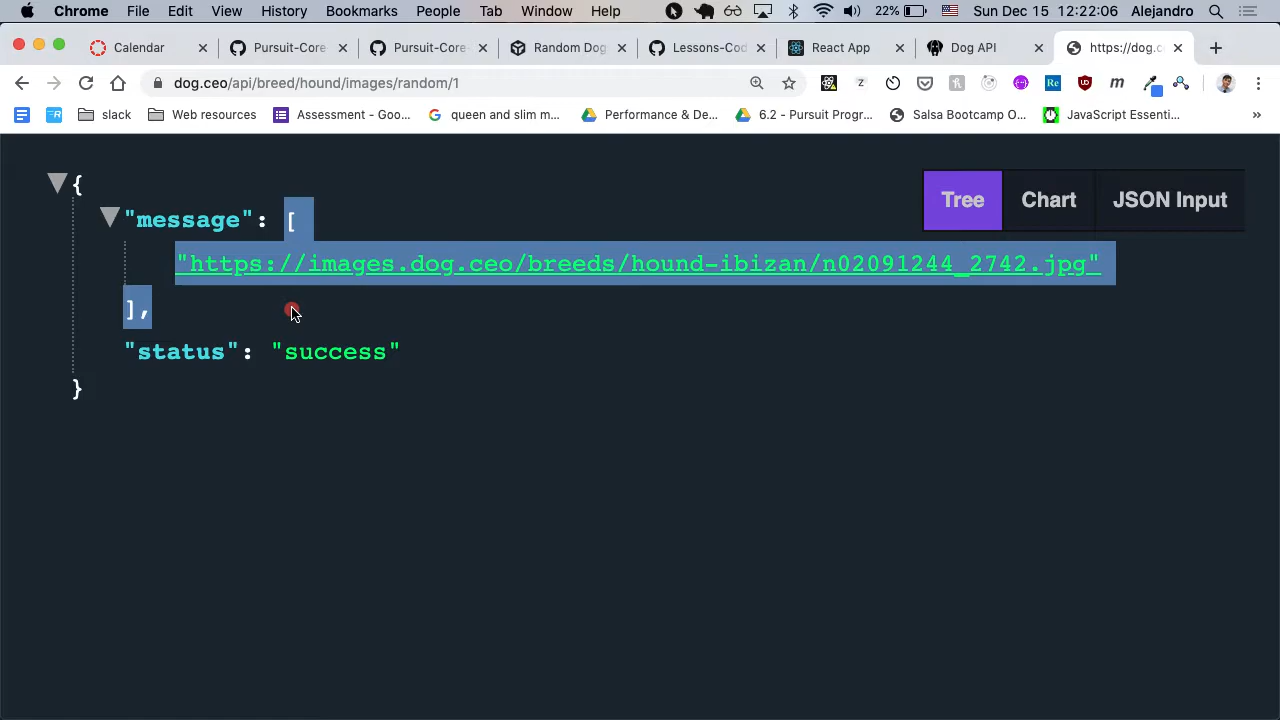 Chrome File Edit View History Bookmarks People Tab Window Help 22% Sun Dec 15 12:22:06 Alejandro
Calendar Pursuit-Core Pursuit-Core- Random Dog Lessons-Cod React App Dog API https://dog.c
dog.ceo/api/breed/hound/images/random/1
slack Web resources Assessment - Goo... queen and slim m... Performance & De... 6.2 - Pursuit Progr... Salsa Bootcamp O... JavaScript Essenti... »
{
"message": [
"https://images.dog.ceo/breeds/hound-ibizan/n02091244_2742.jpg"
],
"status": "success"
}
Tree Chart JSON Input